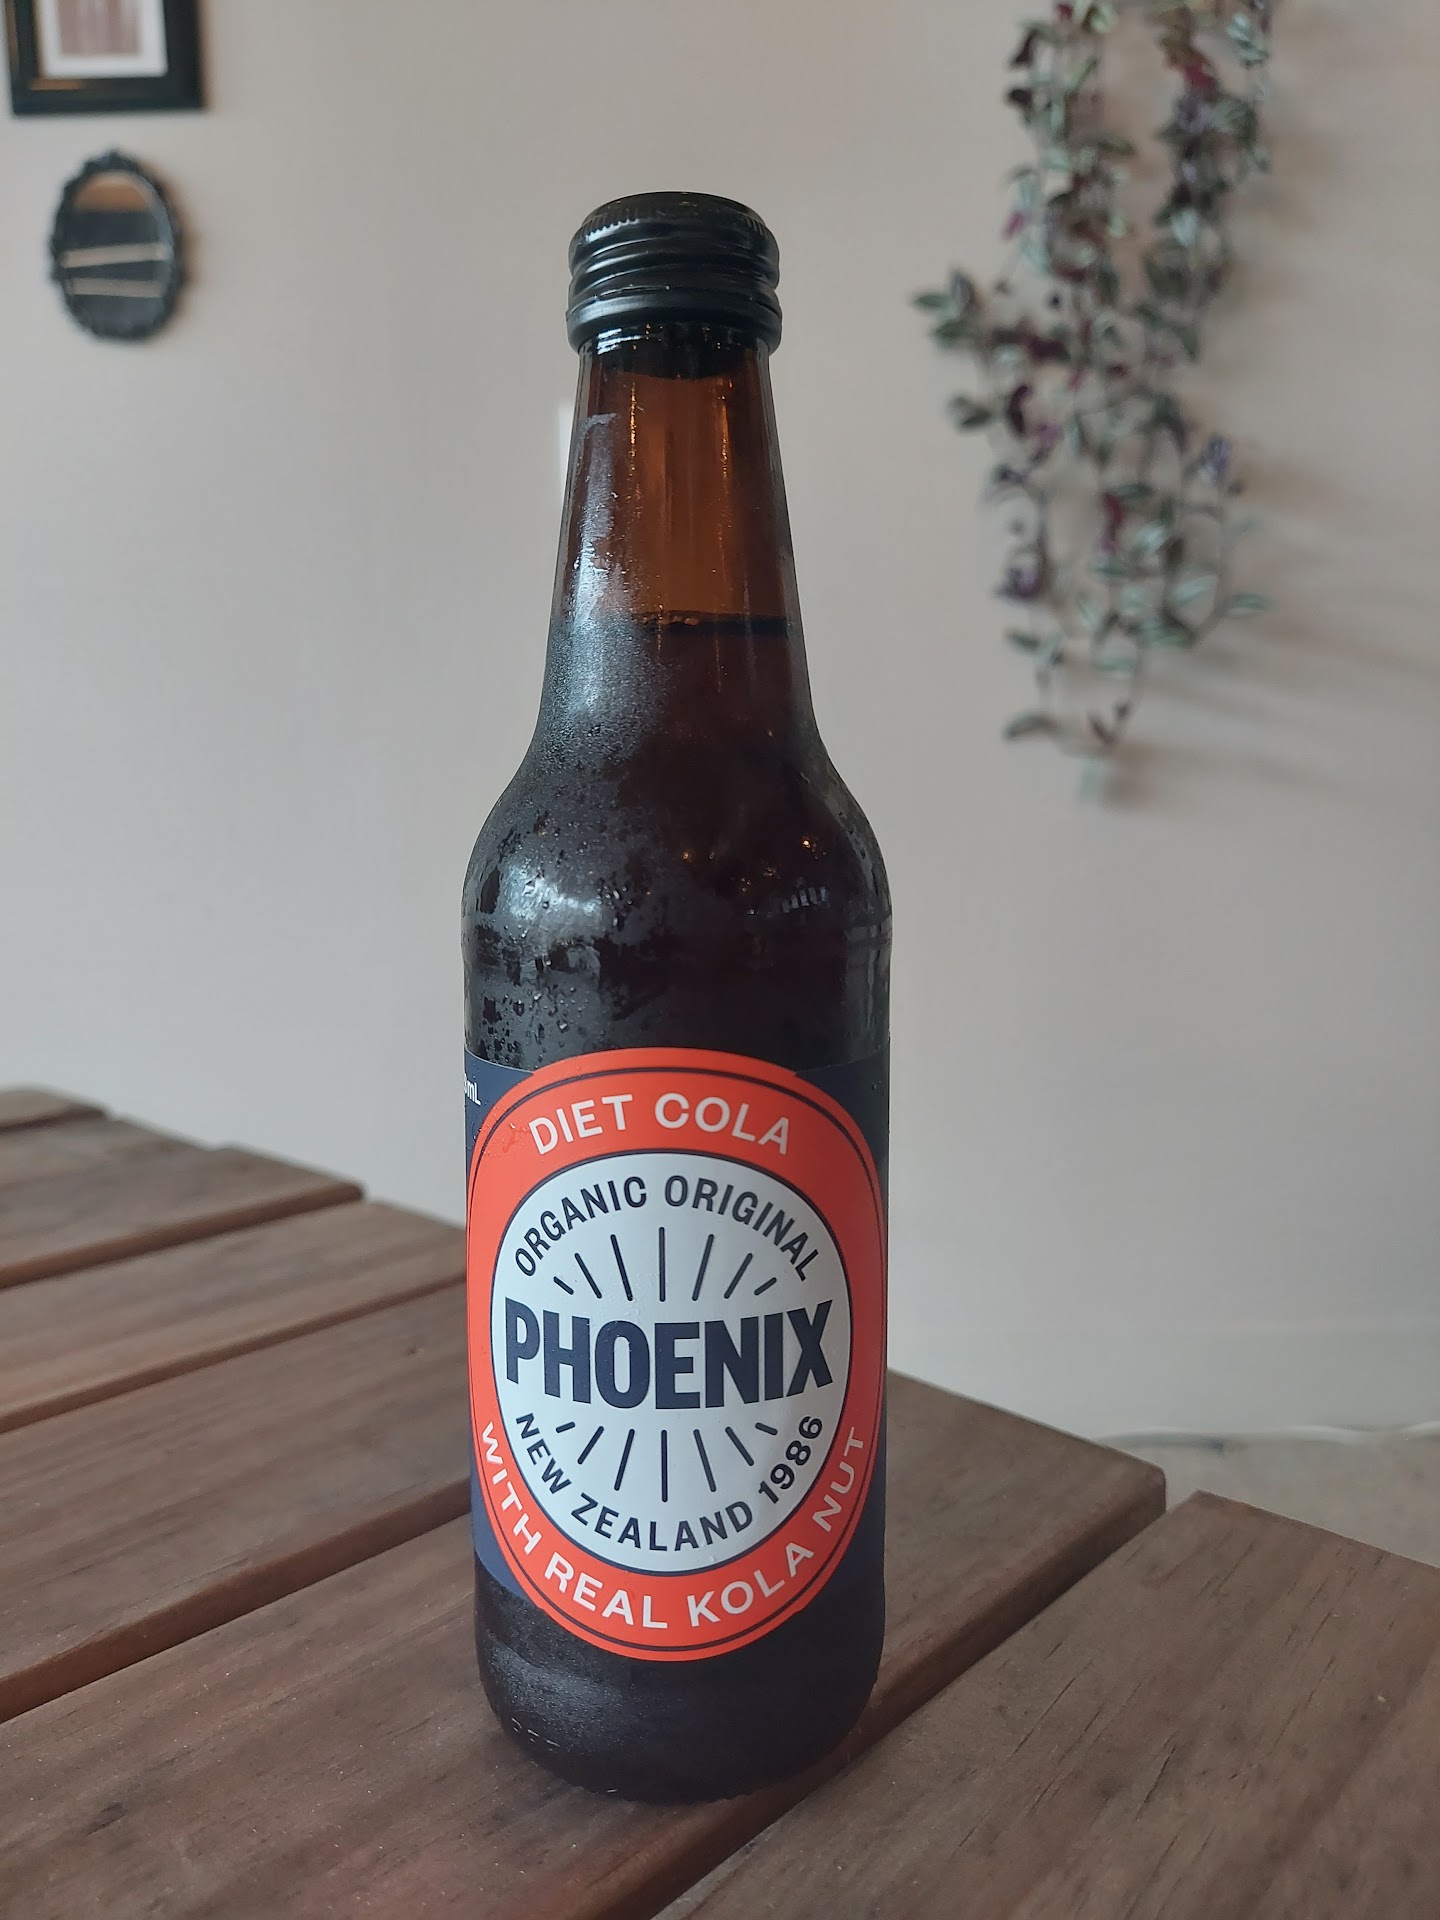 DIET COLA
ORGANIC ORIGINAL
PHOENIX
NEW ZEALAND 1986
WITH REAL KOLA NUT